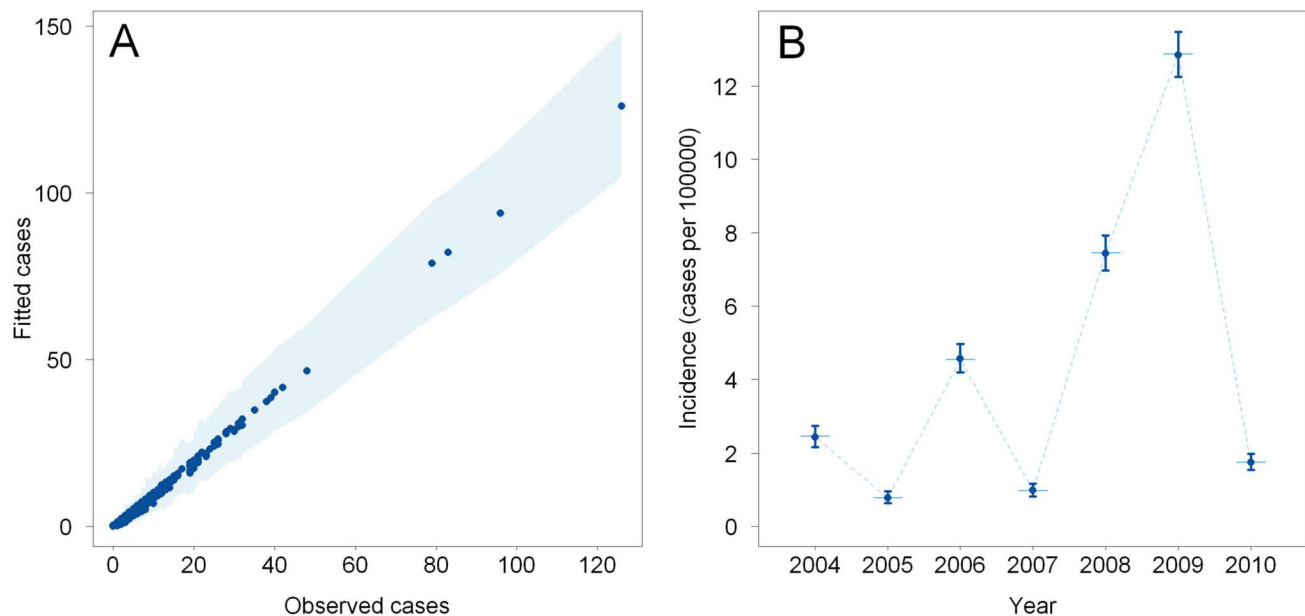 A
150
100
50
0
0 20 40 60 80 100 120
Fitted cases
Observed cases
B
12
10
8
6
4
2
0
2004 2005 2006 2007 2008 2009 2010
Incidence (cases per 100000)
Year